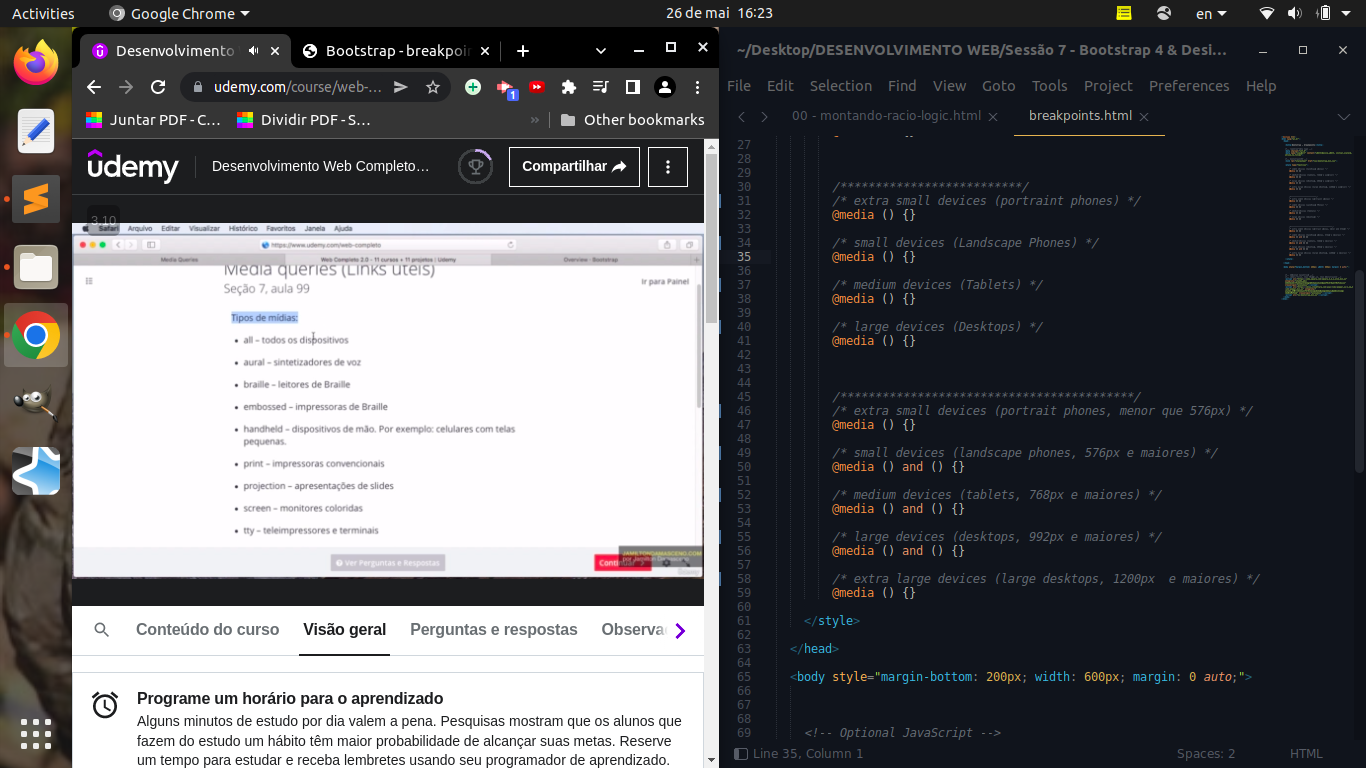 Activities
Google Chrome
26 de mai 16:23
en
Desenvolvimento
Bootstrap - breakpoin
udemy.com/course/web-...
1
Juntar PDF - C...
Dividir PDF - S...
»
Other bookmarks
udemy
Desenvolvimento Web Completo...
Compartilhar
3.10
Safari Arquivo Editar Visualizar Histórico Favoritos Janela Ajuda
https://www.udemy.com/web-completo
Media Queries
Web Completo 2.0 - 11 cursos + 11 projetos | Udemy
Overview · Bootstrap
Media queries (Links úteis)
Seção 7, aula 99
Ir para Painel
Tipos de mídias:
• all – todos os dispositivos
• aural – sintetizadores de voz
• braille – leitores de Braille
• embossed – impressoras de Braille
• handheld – dispositivos de mão. Por exemplo: celulares com telas
pequenas.
• print – impressoras convencionais
• projection – apresentações de slides
• screen – monitores coloridas
• tty – teleimpressores e terminais
Ver Perguntas e Respostas
Conteúdo do curso
Visão geral
Perguntas e respostas
Observa
Programe um horário para o aprendizado
Alguns minutos de estudo por dia valem a pena. Pesquisas mostram que os alunos que
fazem do estudo um hábito têm maior probabilidade de alcançar suas metas. Reserve
um tempo para estudar e receba lembretes usando seu programador de aprendizado.
~/Desktop/DESENVOLVIMENTO WEB/Sessão 7 - Bootstrap 4 & Desi...
File Edit Selection Find View Goto Tools Project Preferences Help
00 - montando-racio-logic.html
breakpoints.html
27
28
29
30 /**************************/
31 /* extra small devices (portraint phones) */
32 @media () {}
33
34 /* small devices (Landscape Phones) */
35 @media () {}
36
37 /* medium devices (Tablets) */
38 @media () {}
39
40 /* large devices (Desktops) */
41 @media () {}
42
43
44
45 /******************************************/
46 /* extra small devices (portrait phones, menor que 576px) */
47 @media () {}
48
49 /* small devices (landscape phones, 576px e maiores) */
50 @media () and () {}
51
52 /* medium devices (tablets, 768px e maiores) */
53 @media () and () {}
54
55 /* large devices (desktops, 992px e maiores) */
56 @media () and () {}
57
58 /* extra large devices (large desktops, 1200px  e maiores) */
59 @media () {}
60
61 </style>
62
63 </head>
64
65 <body style="margin-bottom: 200px; width: 600px; margin: 0 auto;">
66
67
68
69 <!-- Optional JavaScript -->
Line 35, Column 1
Spaces: 2
HTML